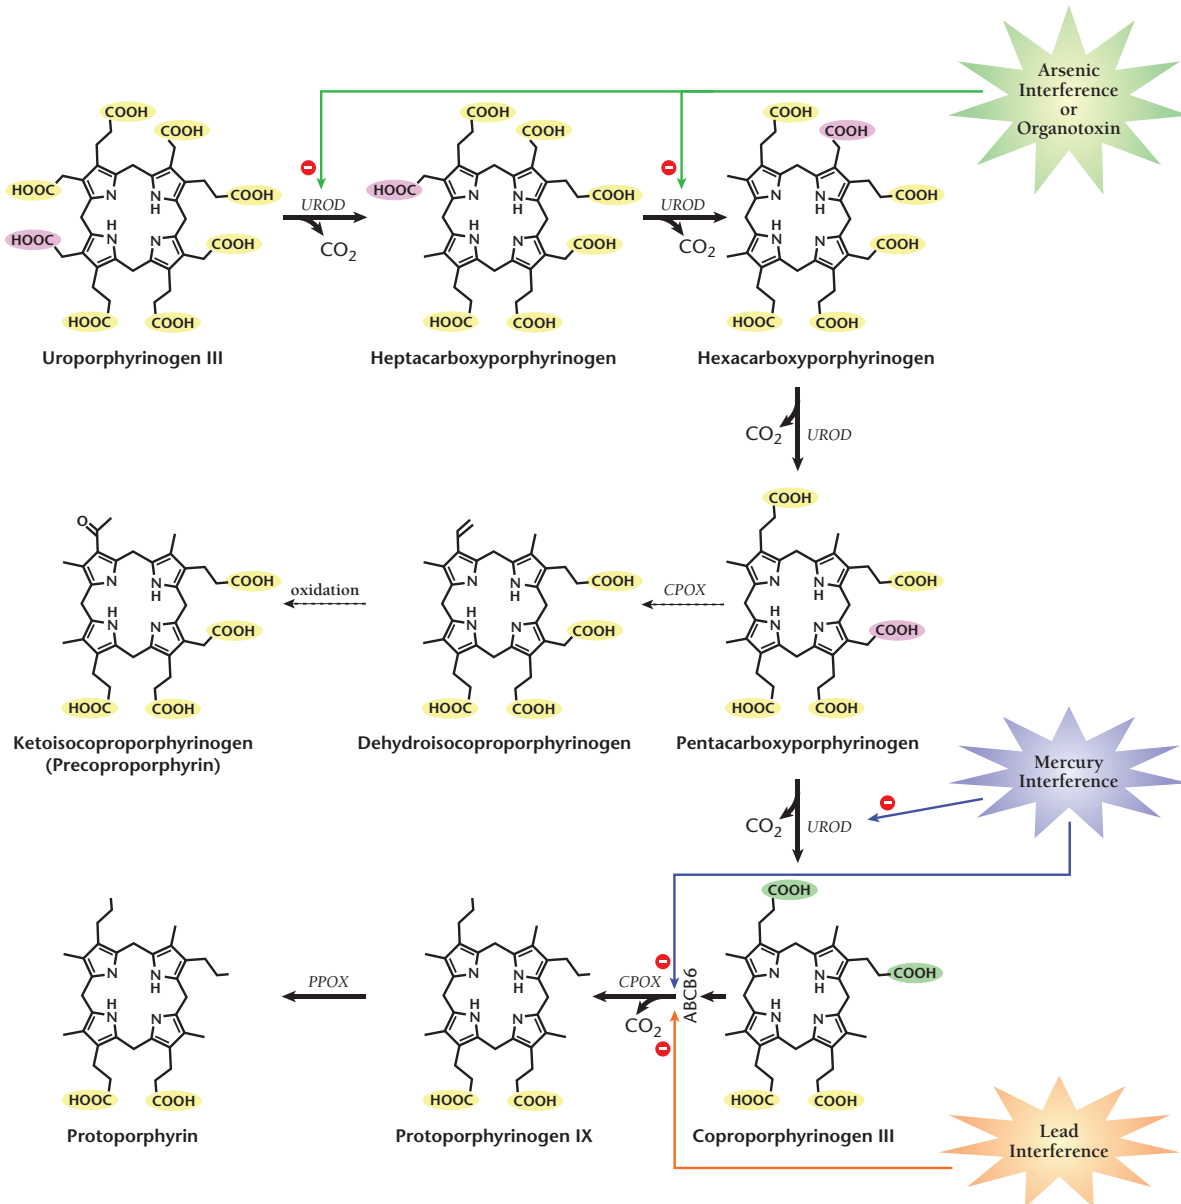 Arsenic
Interference
or
Organotoxin
COOH
COOH
HOOC
COOH
HOOC
COOH
HOOC
COOH
N
N
H
H
N
N
Uroporphyrinogen III
UROD
CO2
COOH
COOH
HOOC
COOH
COOH
HOOC
COOH
N
N
H
H
N
N
Heptacarboxyporphyrinogen
UROD
CO2
COOH
COOH
COOH
COOH
HOOC
COOH
N
N
H
H
N
N
Hexacarboxyporphyrinogen
CO2
UROD
O
COOH
COOH
HOOC
COOH
N
N
H
H
N
N
Ketoisocoproporphyrinogen
(Precoproporphyrin)
oxidation
COOH
COOH
HOOC
COOH
N
N
H
H
N
N
Dehydroisocoproporphyrinogen
CPOX
COOH
COOH
COOH
HOOC
COOH
N
N
H
H
N
N
Pentacarboxyporphyrinogen
Mercury
Interference
CO2
UROD
HOOC
COOH
N
N
H
H
N
N
Protoporphyrin
PPOX
HOOC
COOH
N
N
H
H
N
N
Protoporphyrinogen IX
CPOX
CO2
ABCB6
COOH
COOH
HOOC
COOH
N
N
H
H
N
N
Coproporphyrinogen III
Lead
Interference